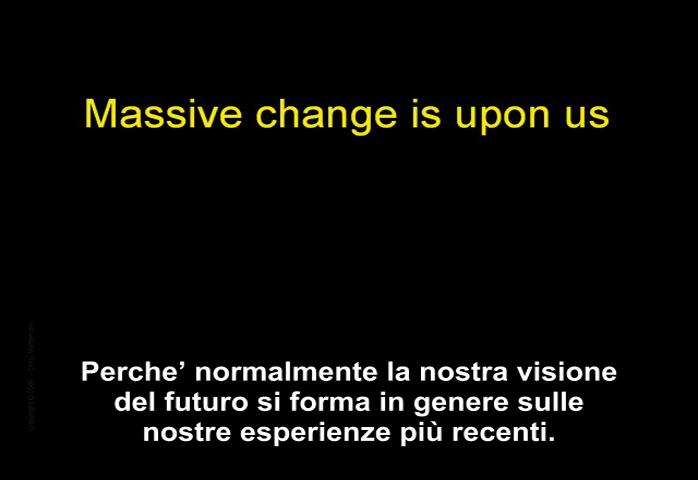 Massive change is upon us
Perche’ normalmente la nostra visione
del futuro si forma in genere sulle
nostre esperienze più recenti.